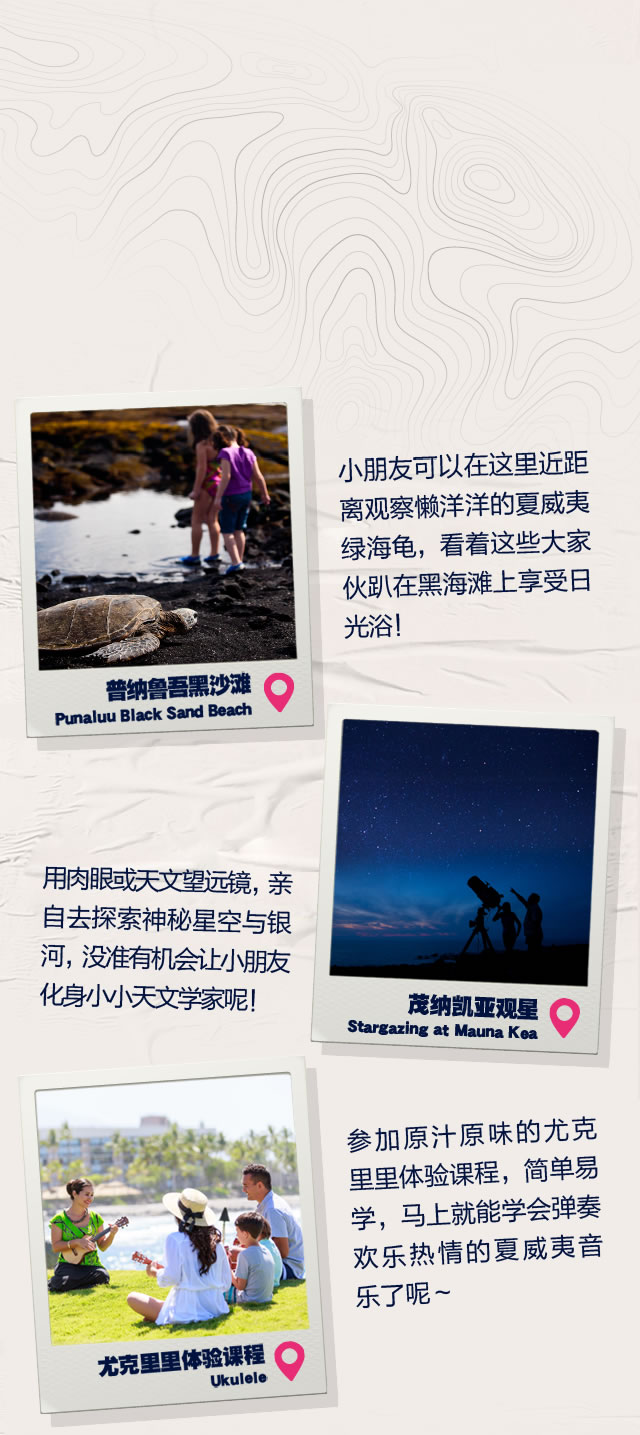 小朋友可以在这里近距
离观察懒洋洋的夏威夷
绿海龟，看着这些大家
伙趴在黑海滩上享受日
光浴！
普纳鲁吾黑沙滩
Punaluu Black Sand Beach
用肉眼或天文望远镜，亲
自去探索神秘星空与银
河，没准有机会让小朋友
化身小小天文学家呢！
茂纳凯亚观星
Stargazing at Mauna Kea
参加原汁原味的尤克
里里体验课程，简单易
学，马上就能学会弹奏
欢乐热情的夏威夷音
乐了呢～
尤克里里体验课程
Ukulele